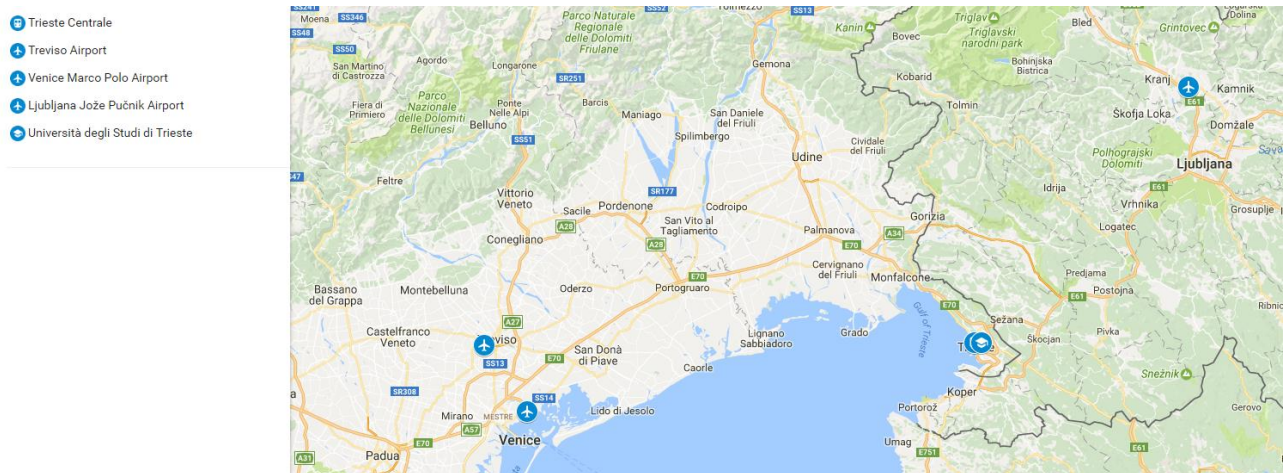 Trieste Centrale
Treviso Airport
Venice Marco Polo Airport
Ljubljana Jože Pučnik Airport
Università degli Studi di Trieste
Moena
SS346
SS48
SS50
San Martino
di Castrozza
Agordo
Longarone
Parco Naturale
Regionale
delle Dolomiti
Friulane
SS52
SS13
Gemona
Kanin
Bovec
Triglav
Triglavski
narodni park
Bled
Grintovec
Dolina
Bohinjska
Bistrica
Kobarid
Kranj
E61
Kamnik
Fiera di
Primiero
Parco
Nazionale
delle Dolomiti
Bellunesi
Ponte
Nelle Alpi
Belluno
SR251
Barcis
Maniago
San Daniele
del Friuli
Spilimbergo
Tolmin
Škofja Loka
Domžale
SS51
Udine
Cividale
del Friuli
Polhograjski
Dolomiti
Ljubljana
Sava
47
Feltre
Vittorio
Veneto
SR177
Idrija
E61
Sacile
Pordenone
Codroipo
Vrhnika
Grosuplje
A28
San Vito al
Tagliamento
Palmanova
Gorizia
Logatec
Conegliano
A28
E70
A34
Cervignano
del Friuli
Monfalcone
Predjama
Postojna
Bassano
del Grappa
Montebelluna
Oderzo
E70
Portogruaro
E61
E70
Ribnic
Castelfranco
Veneto
A27
viso
SS13
E70
San Donà
di Piave
Lignano
Sabbiadoro
Grado
Gulf of Trieste
Sežana
Škocjan
Pivka
Caorle
Snežnik
SR308
SS14
Lido di Jesolo
Koper
Portorož
Gerovo
Mirano
MESTRE
A57
Venice
E70
A31
Padua
Umag
E751
E61